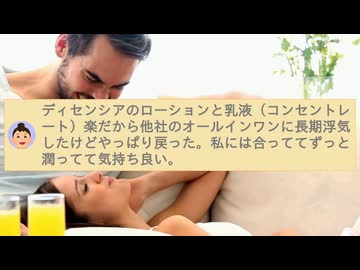 ディセンシアのローションと乳液（コンセントレ
ート）楽だから他社のオールインワンに長期浮気
したけどやっぱり戻った。私には合っててずっと
潤ってて気持ち良い。